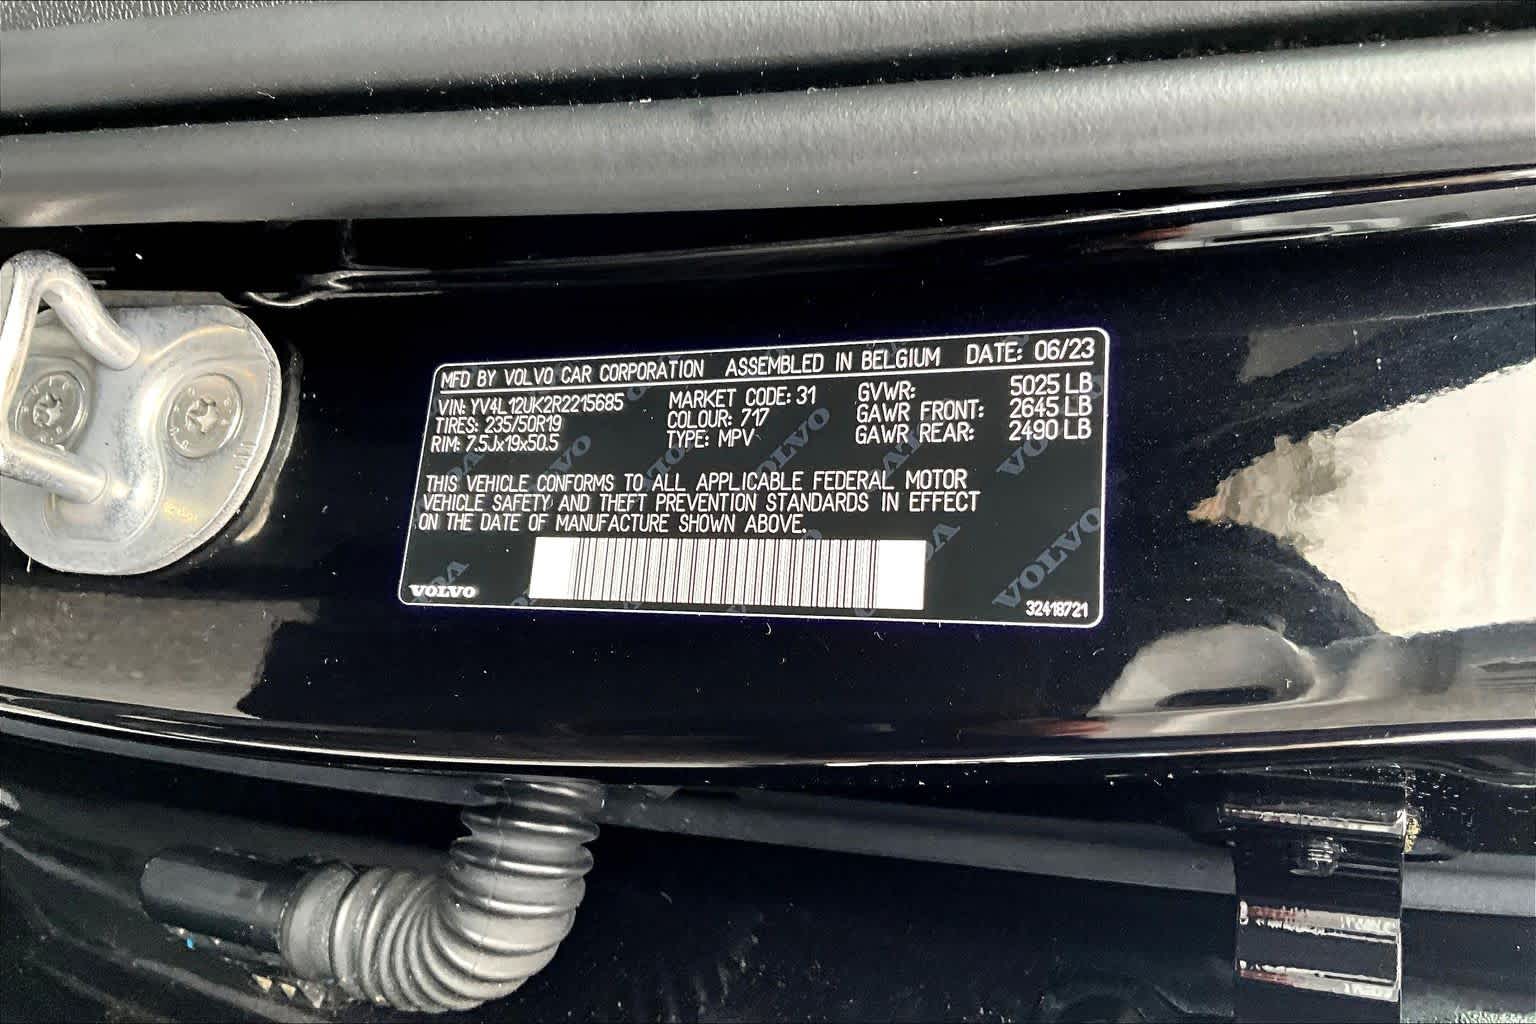 MFD BY VOLVO CAR CORPORATION ASSEMBLED IN BELGIUM DATE: 06/23
VIN: YV4L12UK2R2215685 MARKET CODE: 31 GVWR: 5025 LB
TIRES: 235/50R19 COLOUR: 717 GAWR FRONT: 2645 LB
RIM: 7.5Jx19x50.5 TYPE: MPV GAWR REAR: 2490 LB
THIS VEHICLE CONFORMS TO ALL APPLICABLE FEDERAL MOTOR
VEHICLE SAFETY AND THEFT PREVENTION STANDARDS IN EFFECT
ON THE DATE OF MANUFACTURE SHOWN ABOVE.
VOLVO
32418721